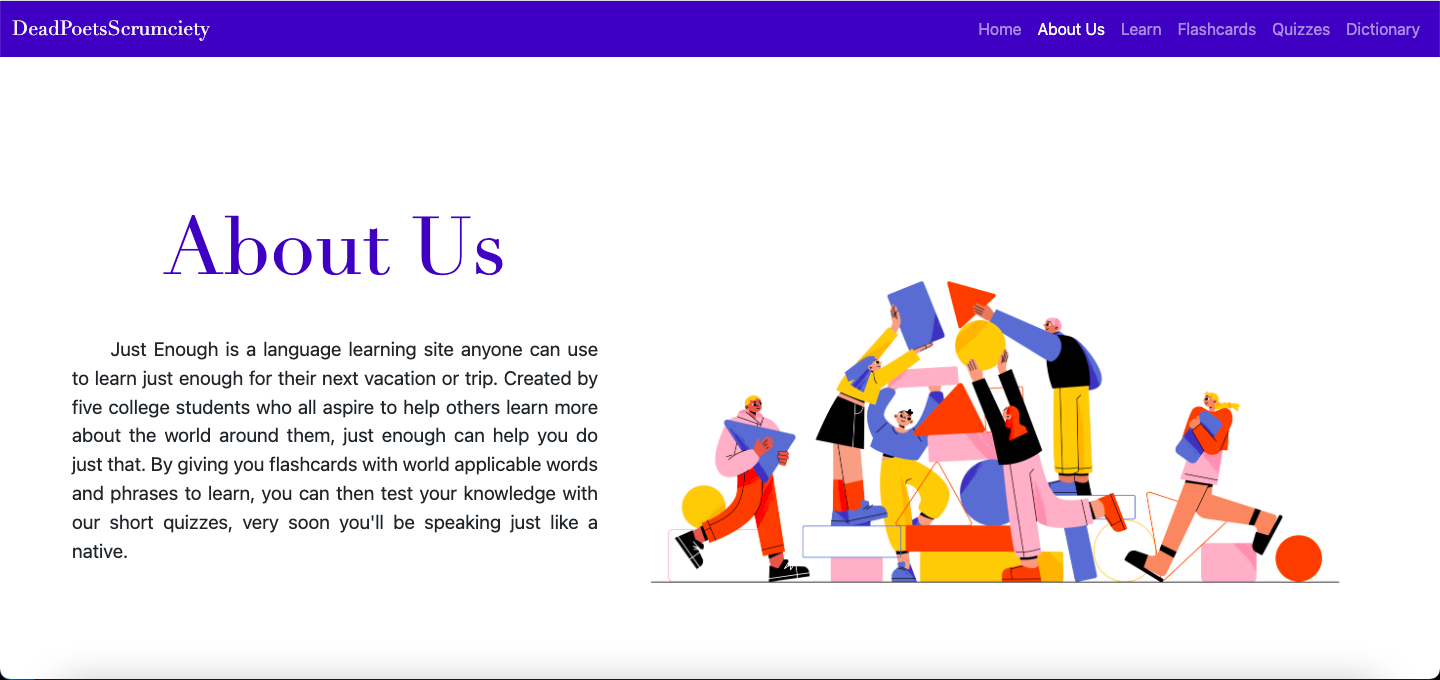 DeadPoetsScrumciety
Home About Us Learn Flashcards Quizzes Dictionary
About Us
Just Enough is a language learning site anyone can use
to learn just enough for their next vacation or trip. Created by
five college students who all aspire to help others learn more
about the world around them, just enough can help you do
just that. By giving you flashcards with world applicable words
and phrases to learn, you can then test your knowledge with
our short quizzes, very soon you'll be speaking just like a
native.